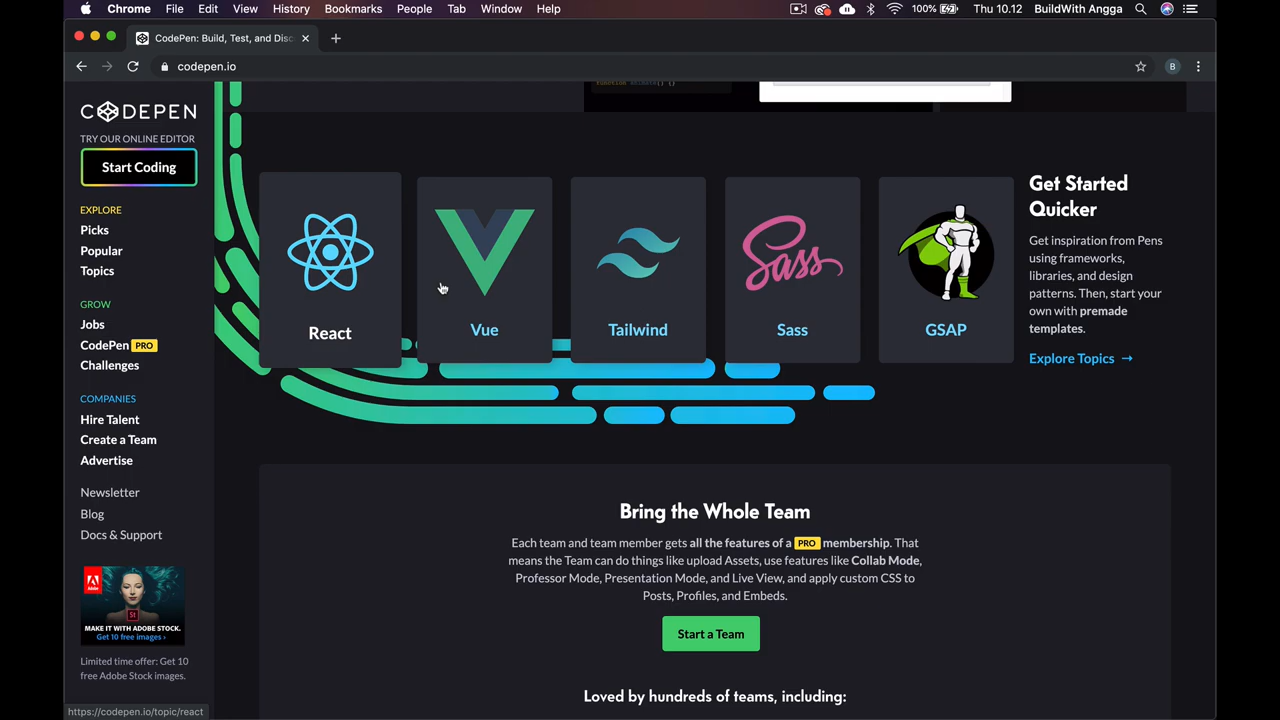 Chrome File Edit View History Bookmarks People Tab Window Help
100% Thu 10.12 BuildWith Angga
CodePen: Build, Test, and Disc
codepen.io
B
CODEPEN
TRY OUR ONLINE EDITOR
Start Coding
EXPLORE
Picks
Popular
Topics
GROW
Jobs
CodePen PRO
Challenges
COMPANIES
Hire Talent
Create a Team
Advertise
Newsletter
Blog
Docs & Support
St
MAKE IT WITH ADOBE STOCK.
Get 10 free images ›
Limited time offer: Get 10
free Adobe Stock images.
React
Vue
Tailwind
Sass
Sass
GSAP
Get Started
Quicker
Get inspiration from Pens
using frameworks,
libraries, and design
patterns. Then, start your
own with premade
templates.
Explore Topics →
Bring the Whole Team
Each team and team member gets all the features of a PRO membership. That
means the Team can do things like upload Assets, use features like Collab Mode,
Professor Mode, Presentation Mode, and Live View, and apply custom CSS to
Posts, Profiles, and Embeds.
Start a Team
Loved by hundreds of teams, including:
https://codepen.io/topic/react